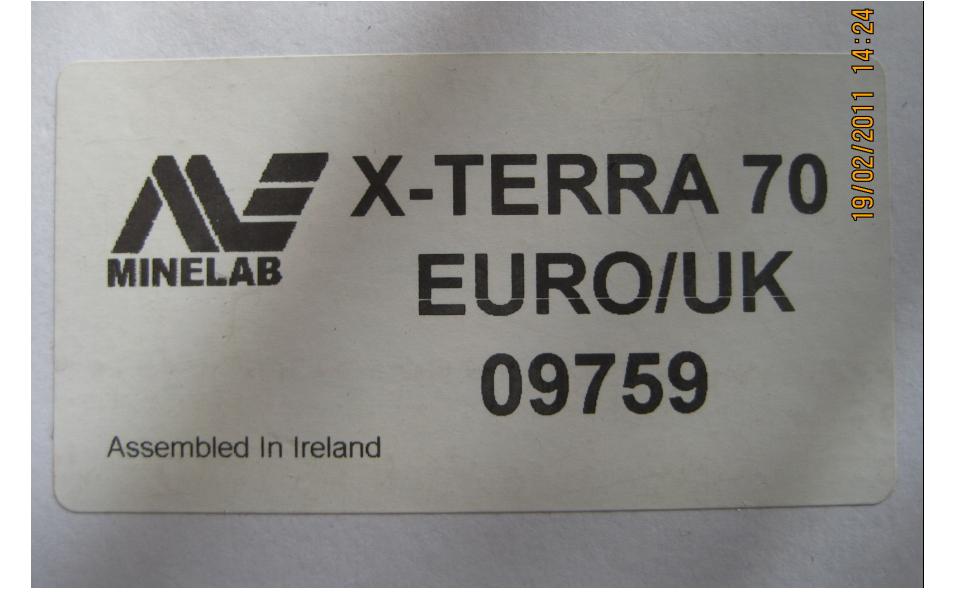 X-TERRA 70
MINELAB
EURO/UK
09759
Assembled In Ireland
19/02/2011 14:24